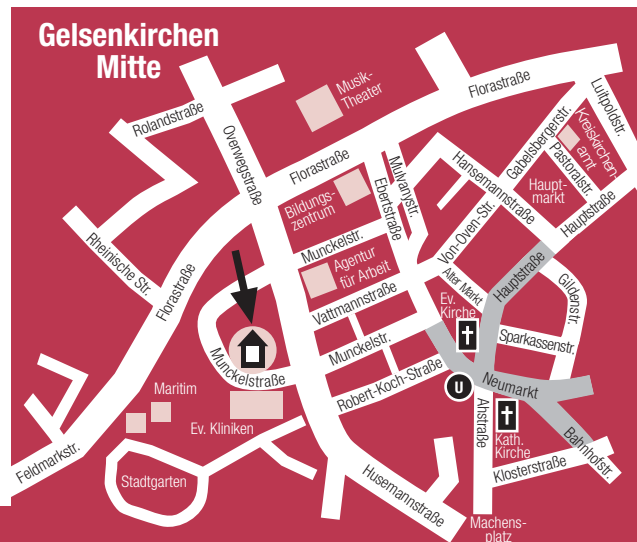 Gelsenkirchen
Mitte
Musik-
Theater
Florastraße
Luitpoldstr.
Rolandstraße
Overwegstraße
Gabelsbergerstr.
Kreiskirchen-
amt
Pastoralstr.
Florastraße
Mulvanystr.
Hansemannstraße
Haupt-
markt
Bildungs-
zentrum
Ebertstraße
Hauptstraße
Von-Oven-Str.
Munckelstr.
Rheinische Str.
Agentur
für Arbeit
Alter Markt
Hauptstraße
Gildenstr.
Florastraße
Vattmannstraße
Ev.
Kirche
Sparkassenstr.
Munckelstr.
Munckelstraße
Robert-Koch-Straße
U
Neumarkt
Maritim
Ev. Kliniken
Ahstraße
Kath.
Kirche
Bahnhofstr.
Feldmarkstr.
Stadtgarten
Husemannstraße
Klosterstraße
Machens-
platz